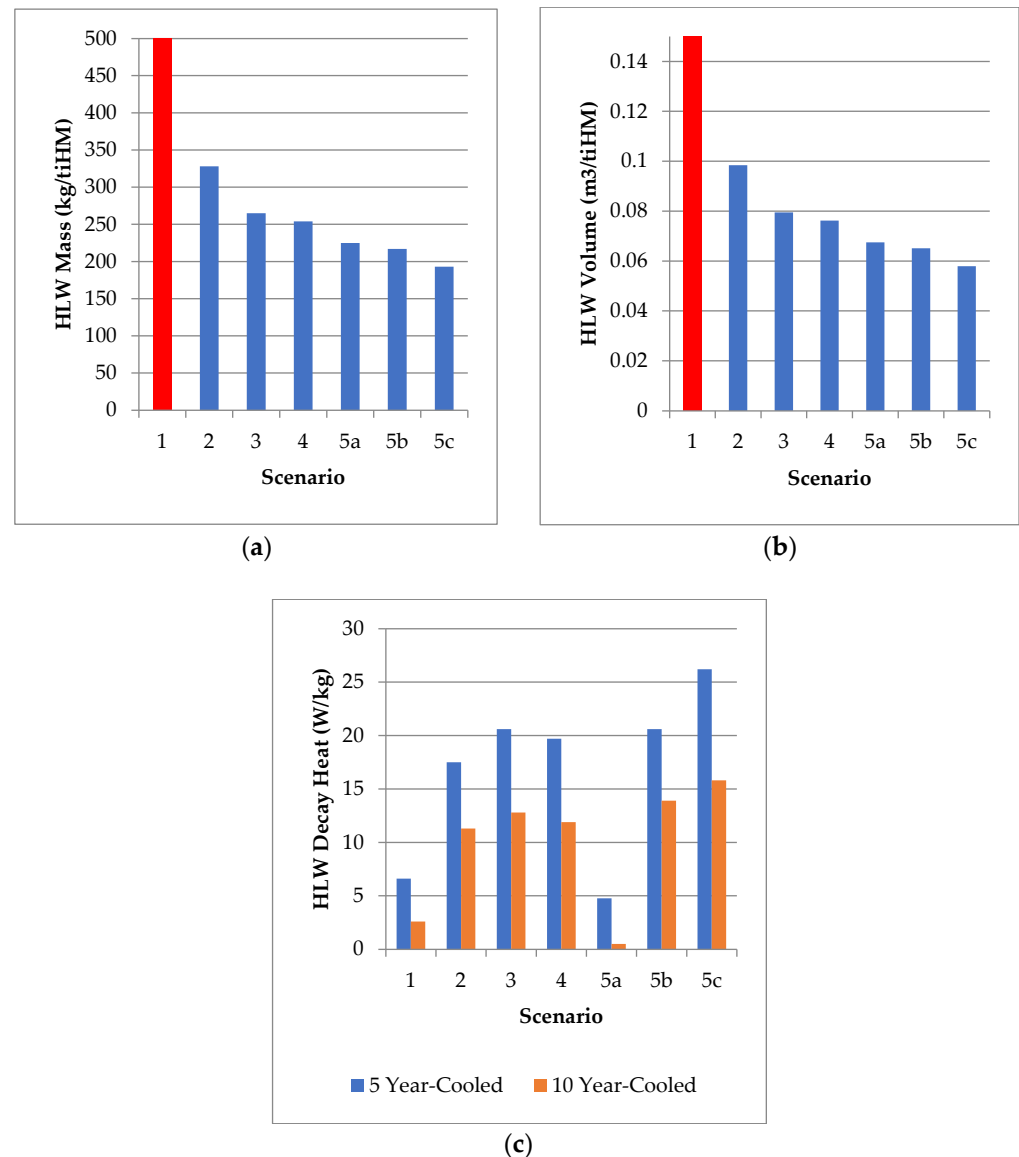 500
450
400
350
300
250
200
150
100
50
0
HLW Mass (kg/tiHM)
1 2 3 4 5a 5b 5c
Scenario
(a)
0.14
0.12
0.1
0.08
0.06
0.04
0.02
0
HLW Volume (m3/tiHM)
1 2 3 4 5a 5b 5c
Scenario
(b)
30
25
20
15
10
5
0
HLW Decay Heat (W/kg)
1 2 3 4 5a 5b 5c
Scenario
5 Year-Cooled 10 Year-Cooled
(c)